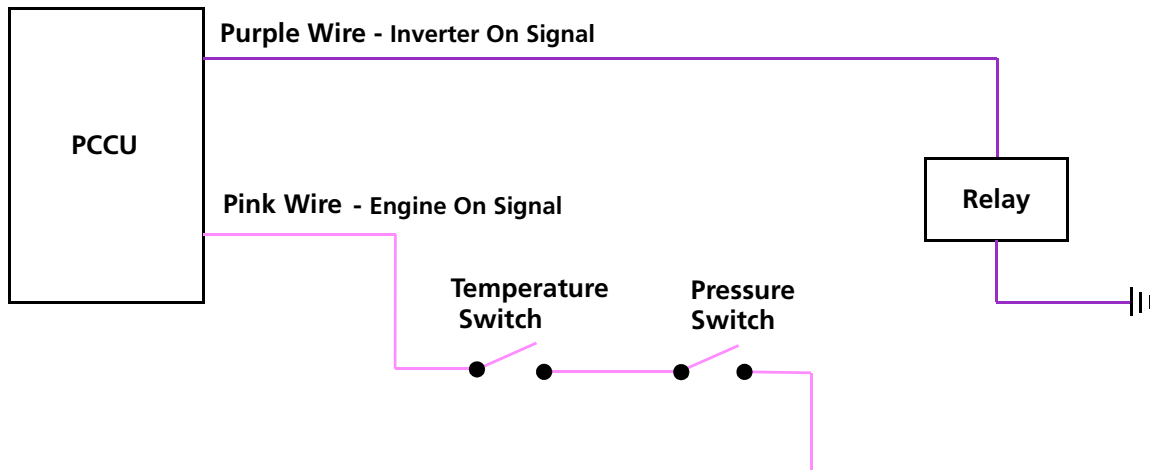 Purple Wire - Inverter On Signal
PCCU
Relay
Pink Wire - Engine On Signal
Temperature
Switch
Pressure
Switch